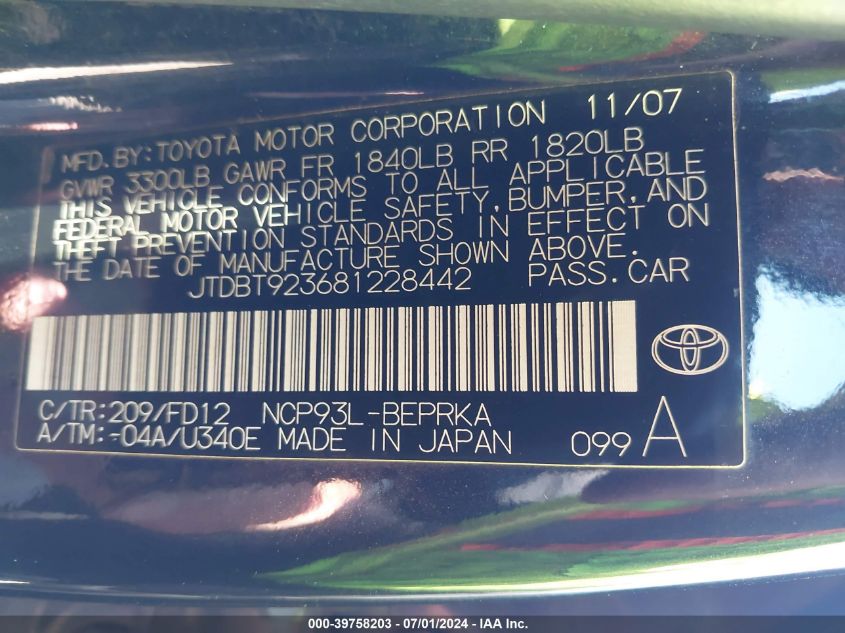 MFD. BY: TOYOTA MOTOR CORPORATION 11/07
GVWR 3300LB GAWR FR 1840LB RR 1820LB
THIS VEHICLE CONFORMS TO ALL APPLICABLE
FEDERAL MOTOR VEHICLE SAFETY, BUMPER, AND
THEFT PREVENTION STANDARDS IN EFFECT ON
THE DATE OF MANUFACTURE SHOWN ABOVE.
JTDBT923681228442 PASS. CAR
C/TR: 209/FD12 NCP93L-BEPRKA
A/TM: -04A/U340E MADE IN JAPAN 099 A
000-39758203 - 07/01/2024 - IAA Inc.